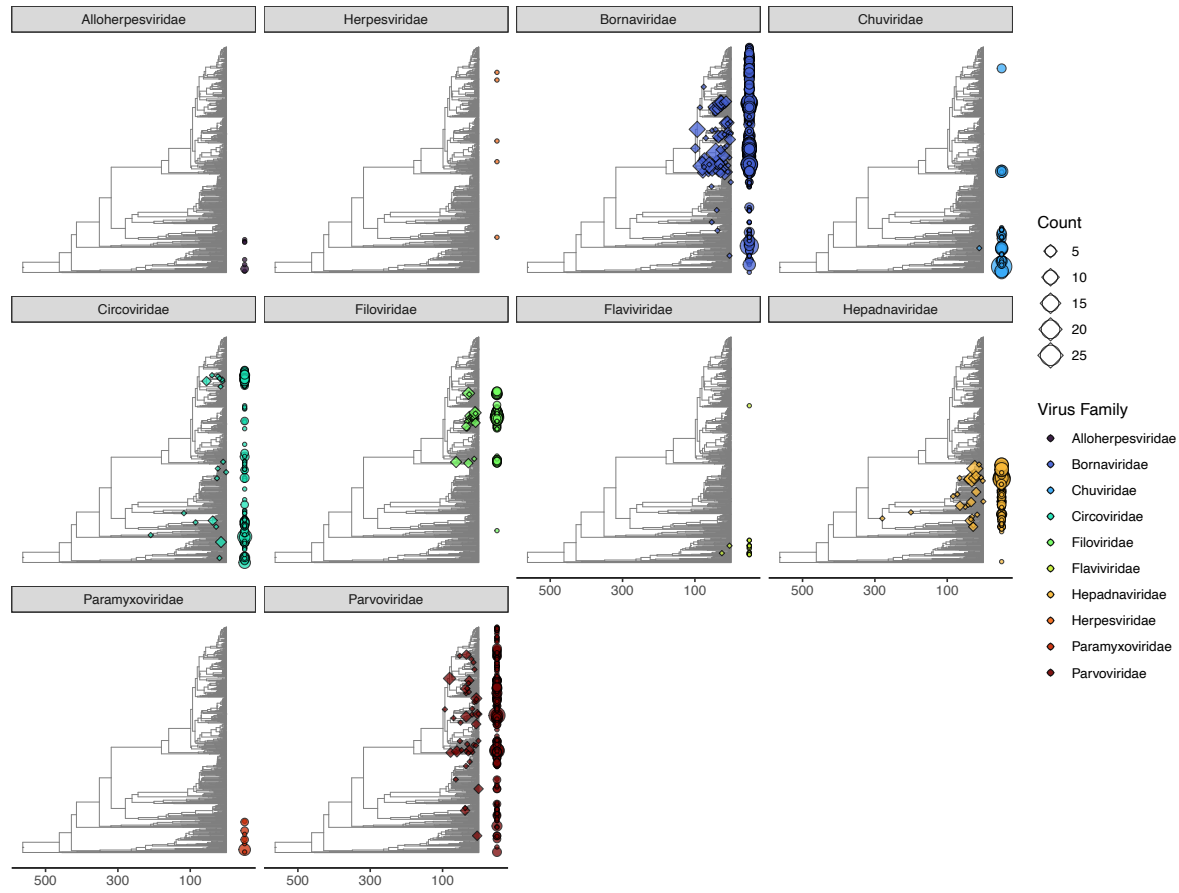 Alloherpesviridae
Herpesviridae
Bornaviridae
Chuviridae
Circoviridae
Filoviridae
Flaviviridae
Hepadnaviridae
500 300 100
500 300 100
Paramyxoviridae
Parvoviridae
500 300 100
500 300 100
Count
5
10
15
20
25
Virus Family
Alloherpesviridae
Bornaviridae
Chuviridae
Circoviridae
Filoviridae
Flaviviridae
Hepadnaviridae
Herpesviridae
Paramyxoviridae
Parvoviridae